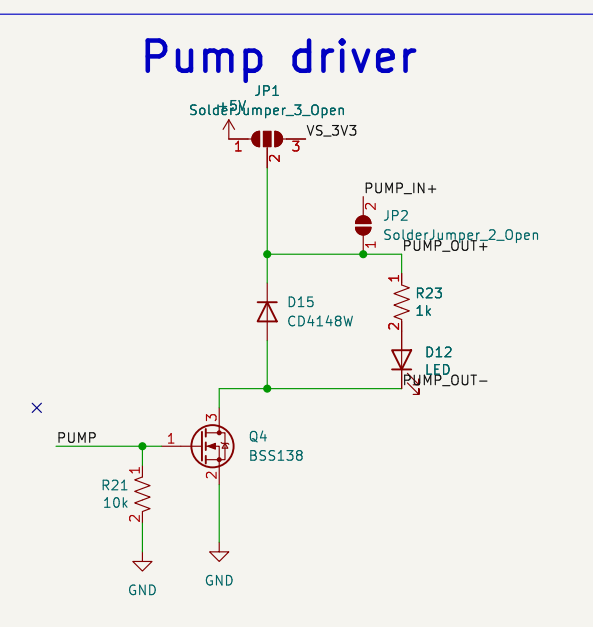 Pump driver
JP1
SolderJumper_3_Open
+5V
VS_3V3
1
2
3
PUMP_IN+
2
JP2
SolderJumper_2_Open
1
PUMP_OUT+
1
R23
1k
2
D15
CD4148W
D12
LED
PUMP_OUT-
3
PUMP
1
Q4
BSS138
2
1
R21
10k
2
GND
GND